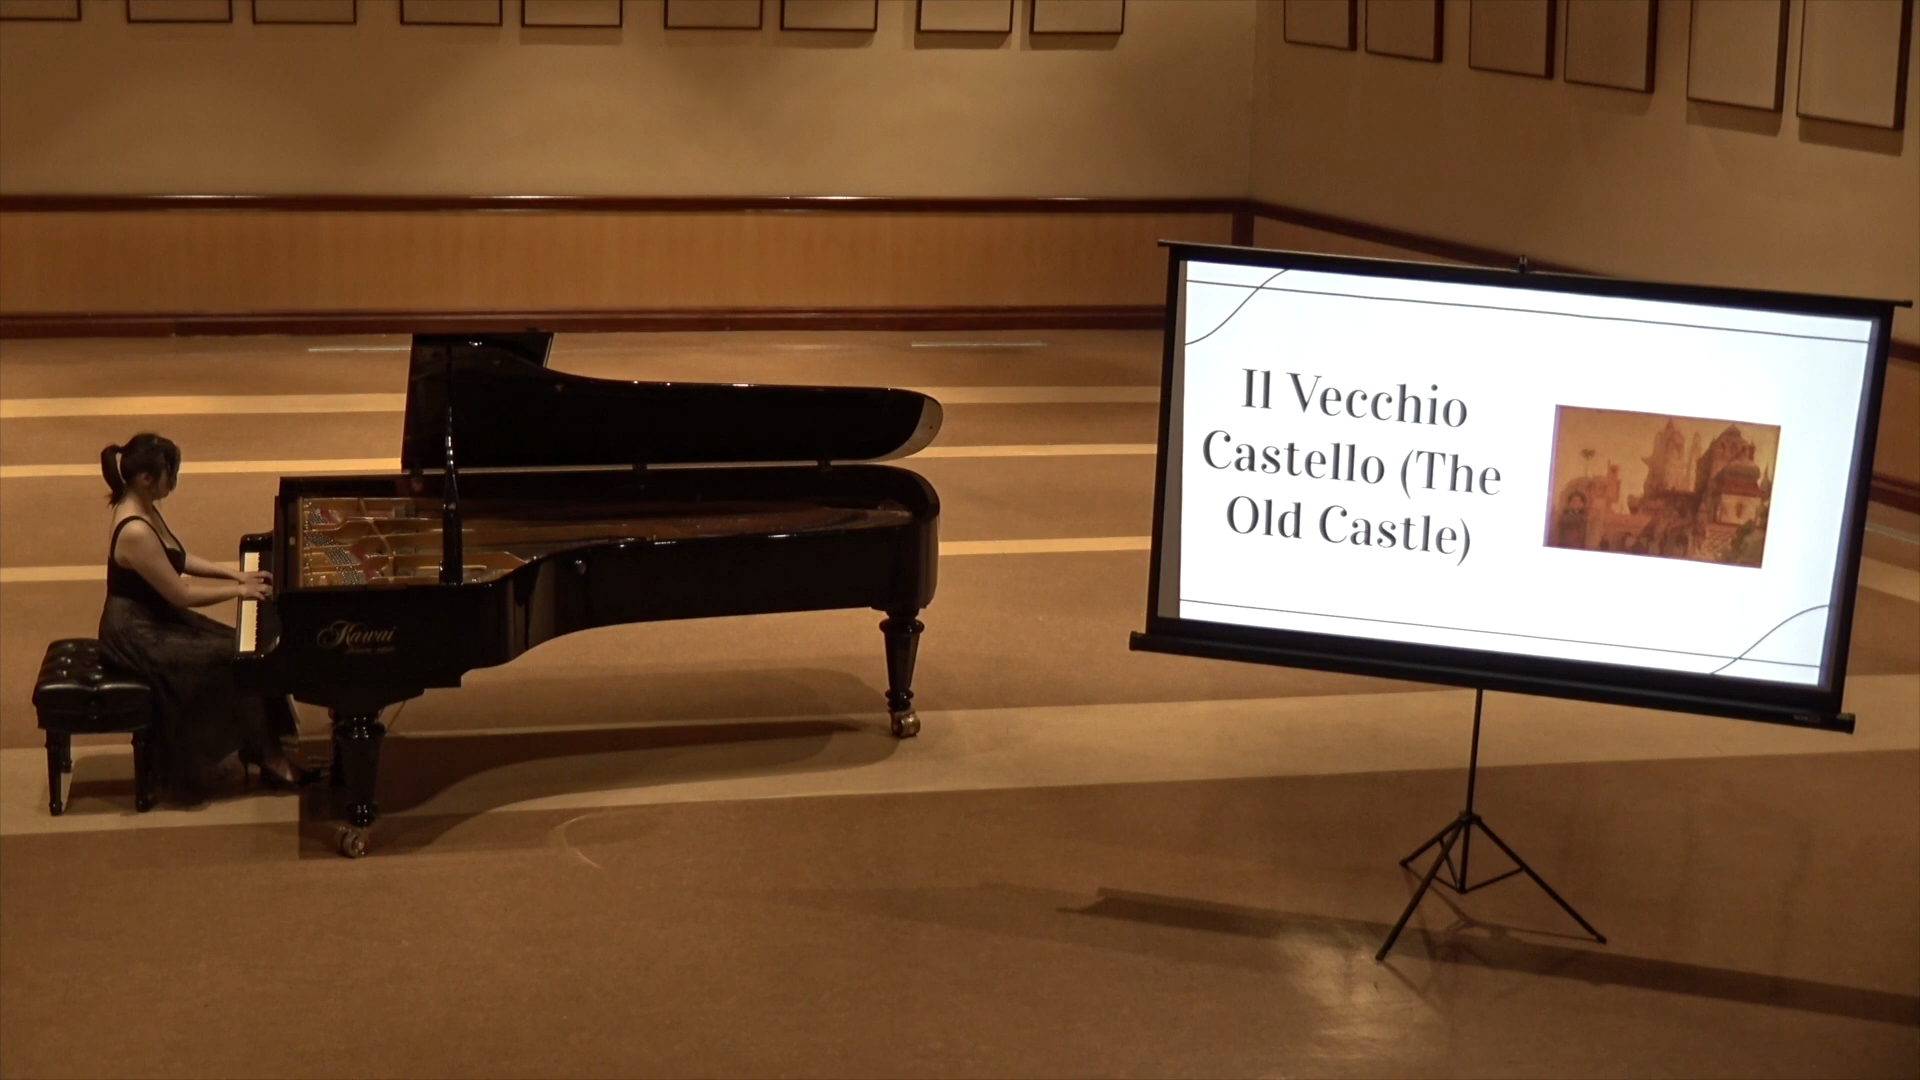 Kawai
Il Vecchio
Castello (The
Old Castle)